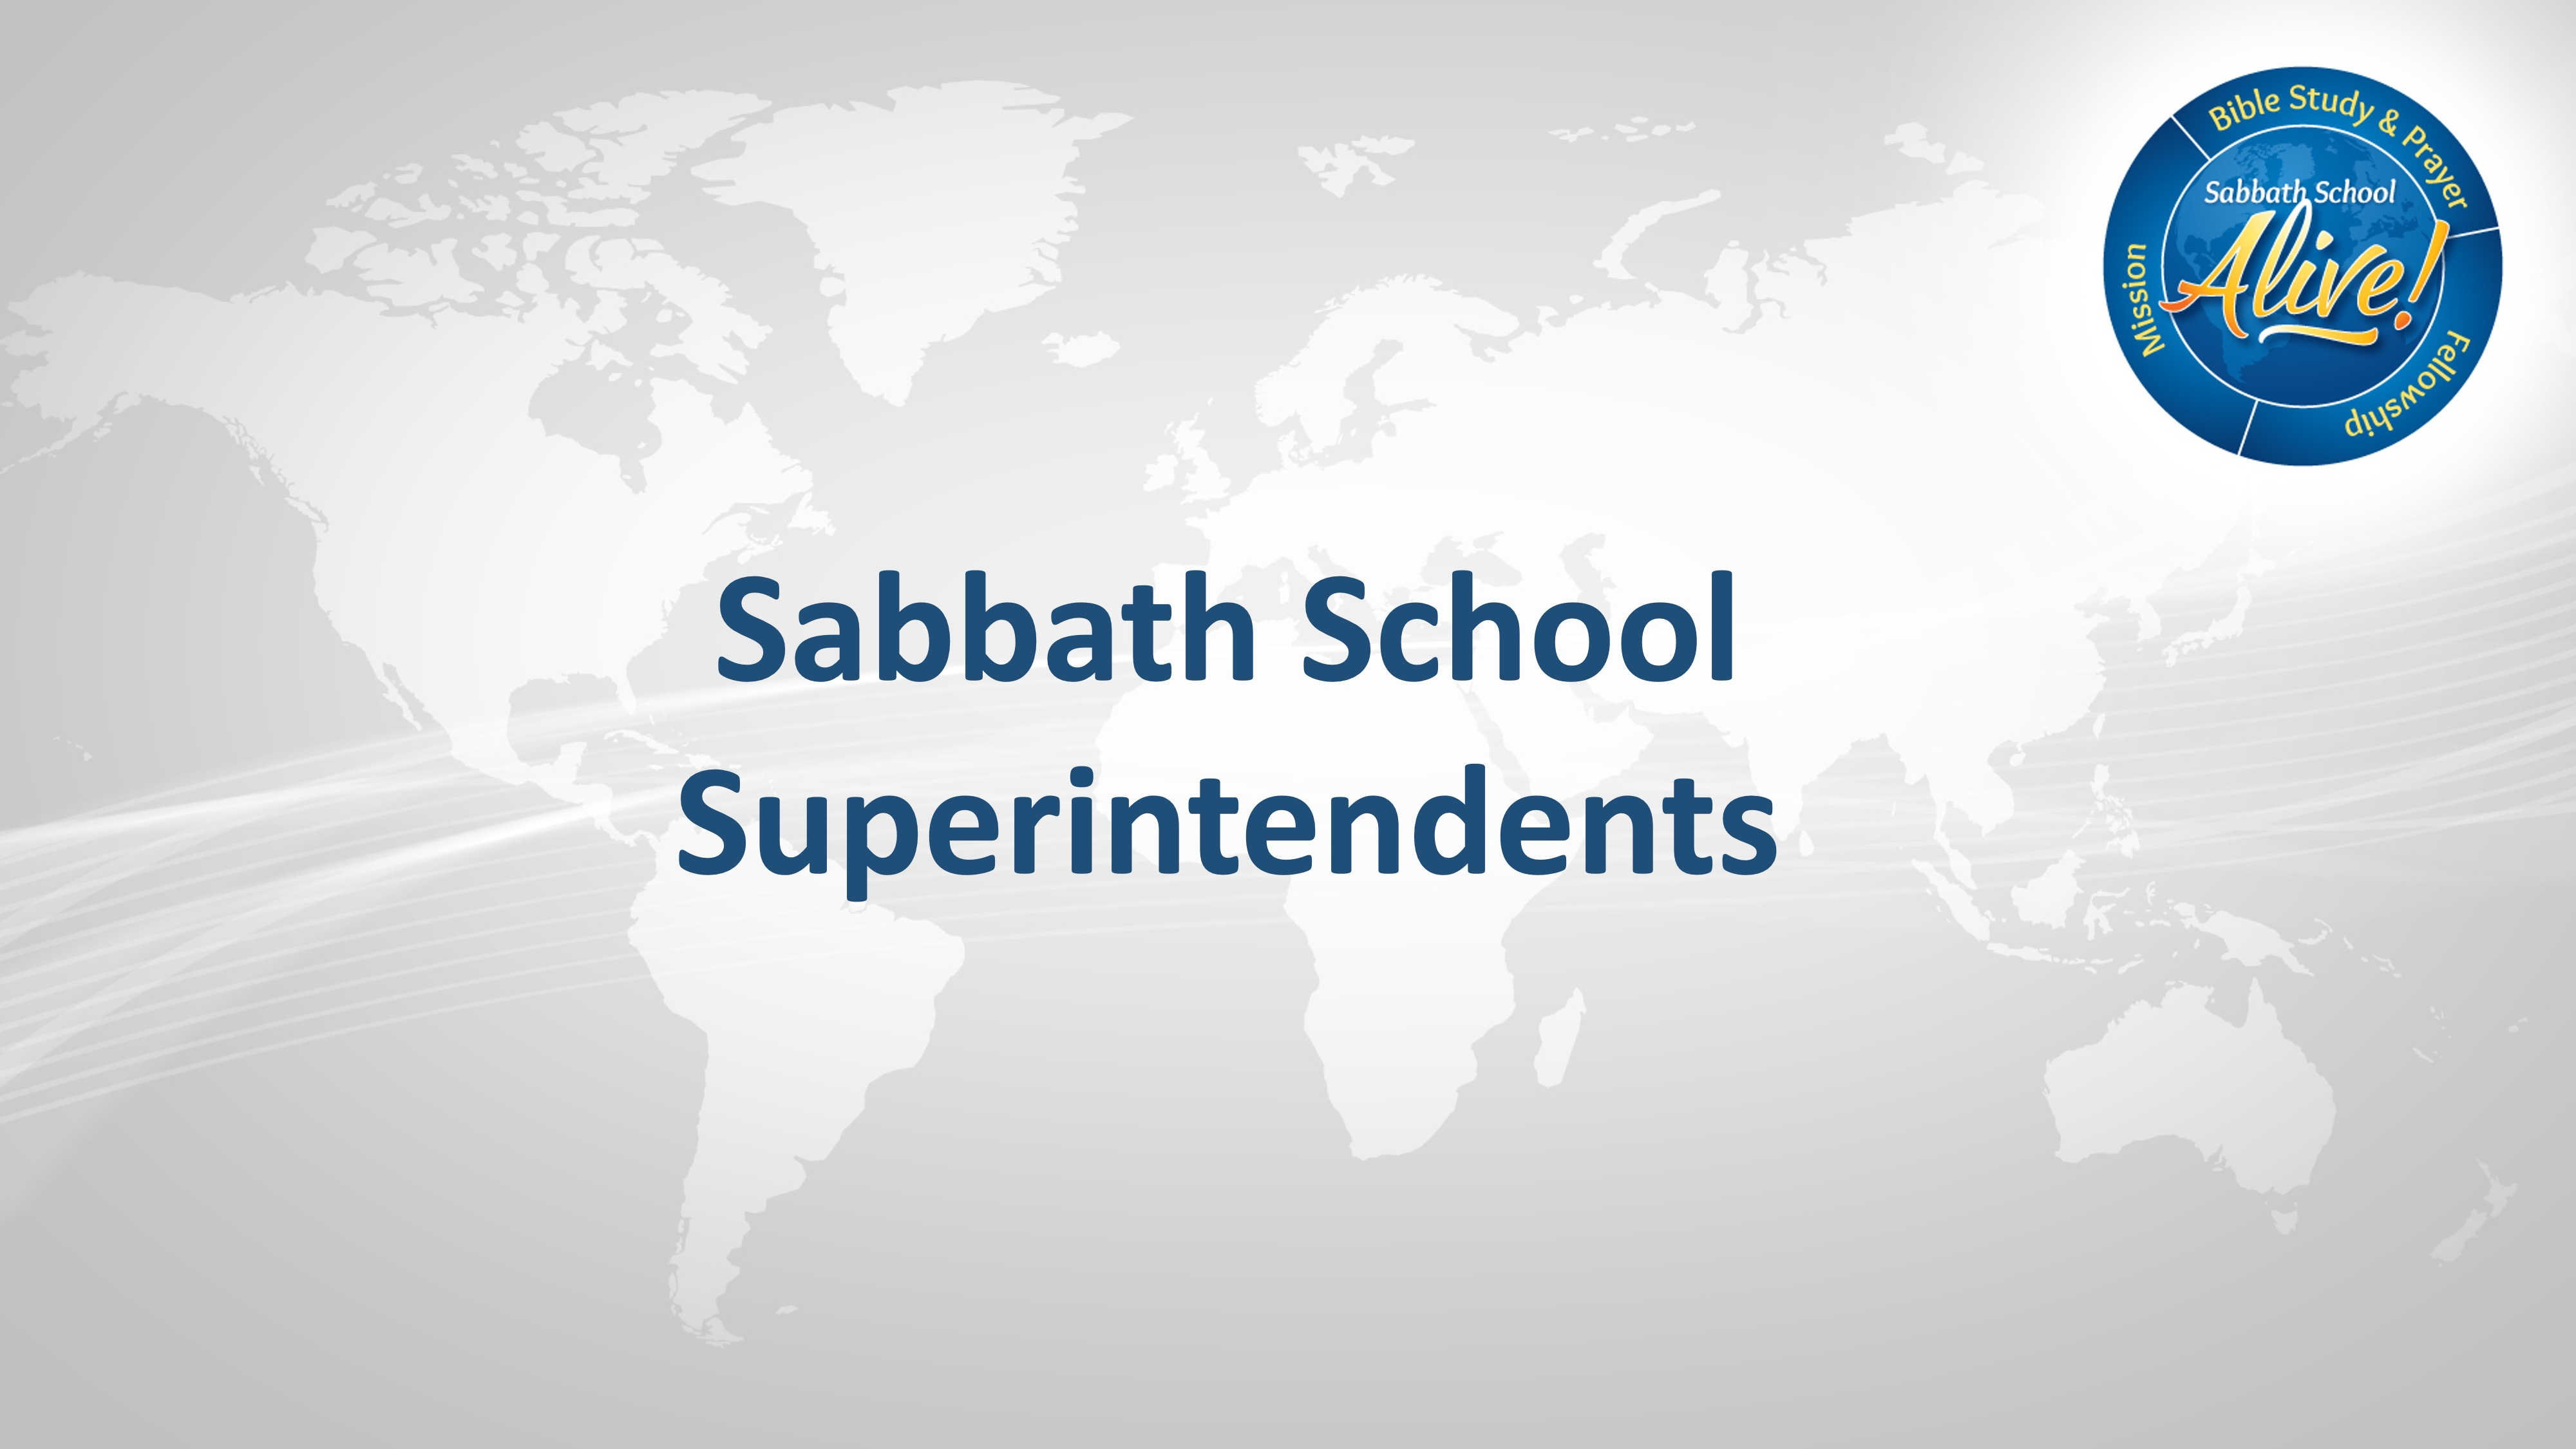 Bible Study & Prayer
Sabbath School
Alive!
Mission
Fellowship
Sabbath School
Superintendents